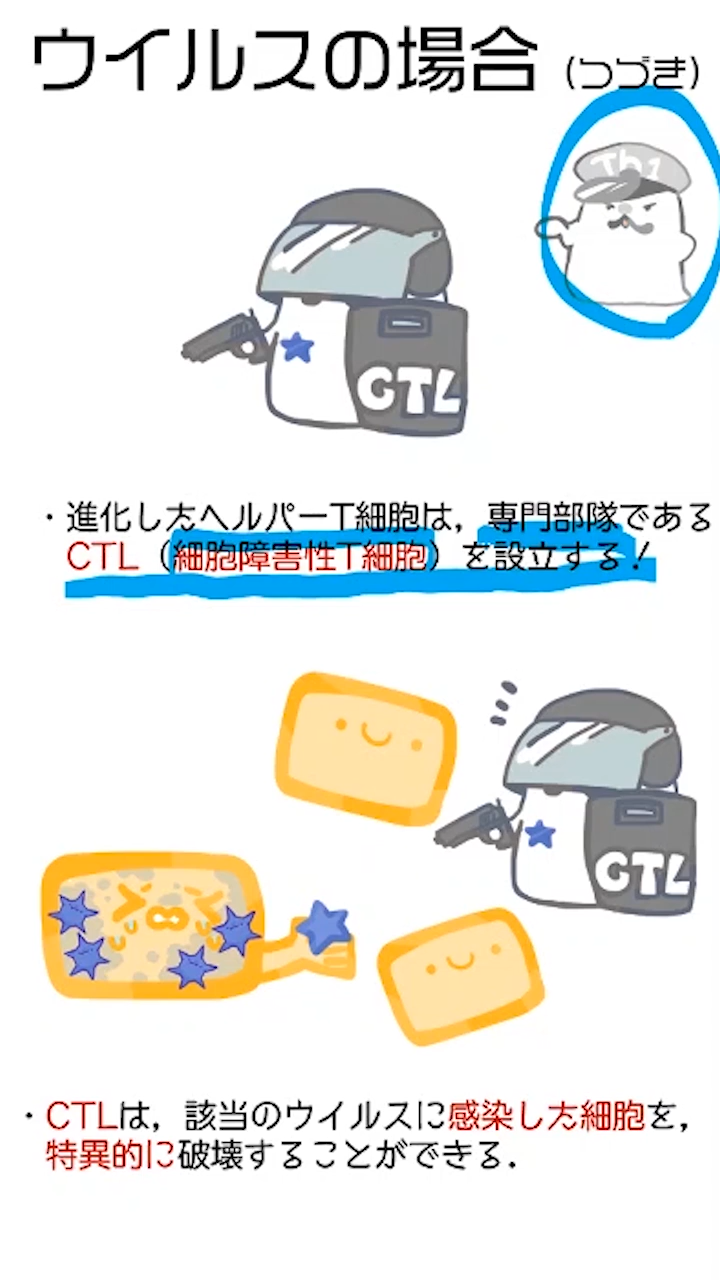 ウイルスの場合 (つづき)
Th1
CTL
・進化したヘルパーT細胞は，専門部隊である
CTL（細胞障害性T細胞）を設立する！
CTL
・CTLは，該当のウイルスに感染した細胞を，
特異的に破壊することができる．